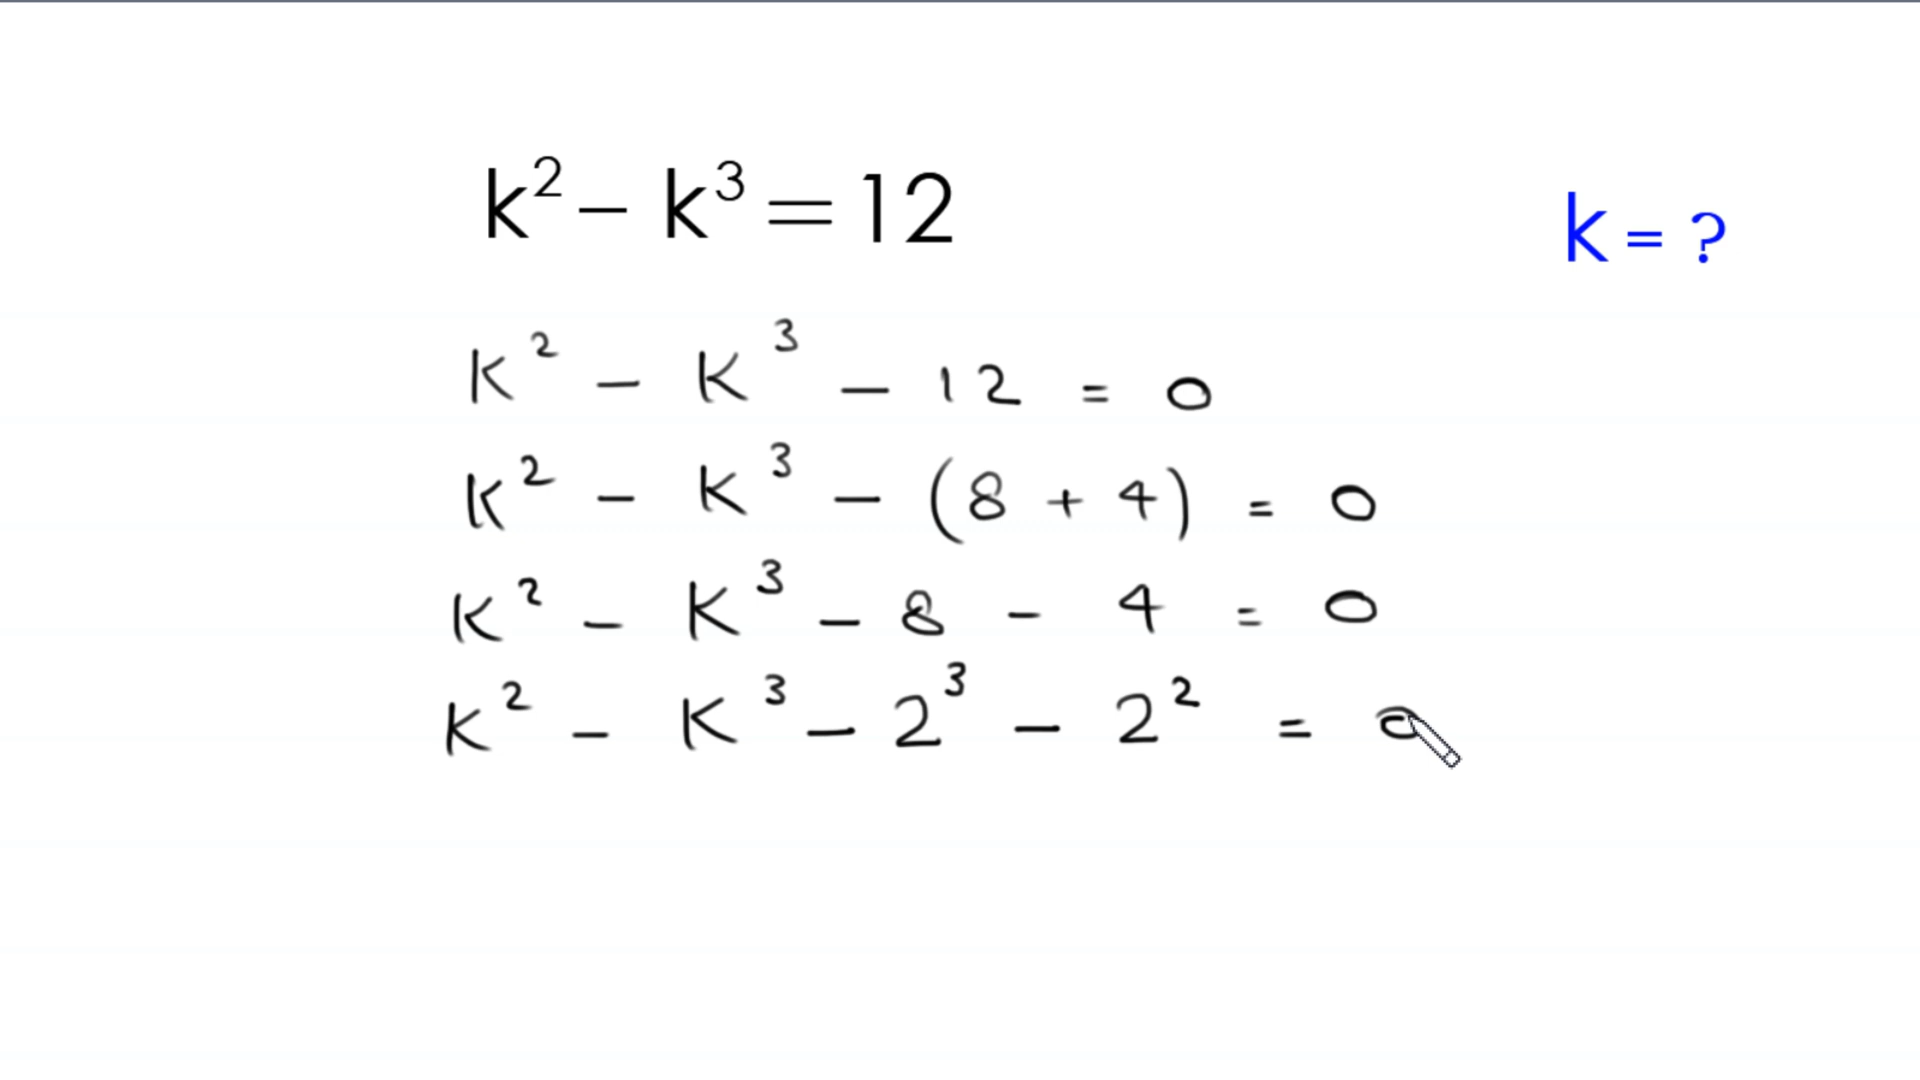 k² – k³ = 12
k = ?
K² – K³ – 12 = 0
K² – K³ – (8 + 4) = 0
K² – K³ – 8 – 4 = 0
K² – K³ – 2³ – 2² = 0